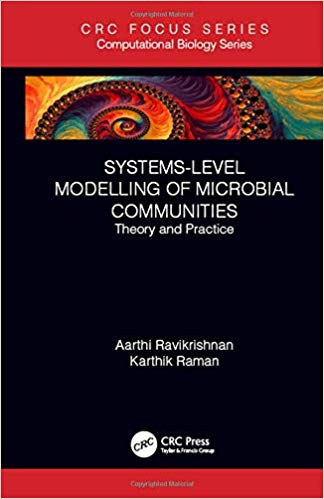 CRC FOCUS SERIES
Computational Biology Series
SYSTEMS-LEVEL
MODELLING OF MICROBIAL
COMMUNITIES
Theory and Practice
Aarthi Ravikrishnan
Karthik Raman
CRC
CRC Press
Taylor & Francis Group